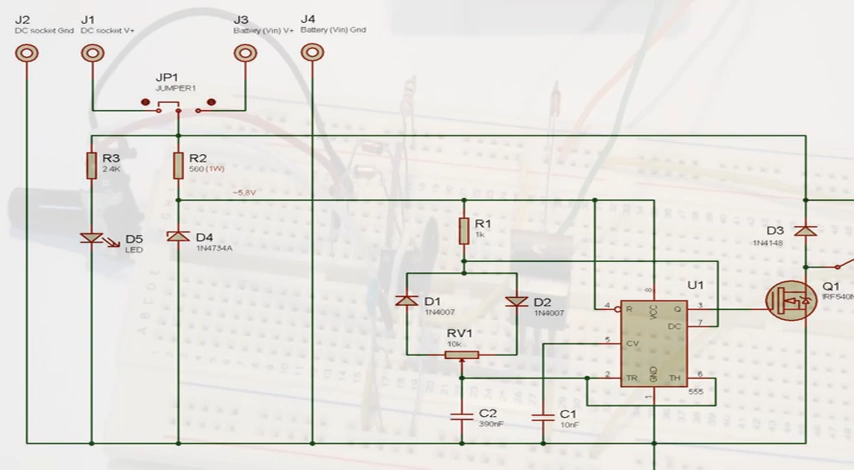 J2
DC socket Gnd
J1
DC socket V+
J3
Battery (Vin) V+
J4
Battery (Vin) Gnd
JP1
JUMPER1
R3
2.4K
R2
560 (1W)
~5,8V
D5
LED
D4
1N4734A
R1
1k
D1
1N4007
D2
1N4007
RV1
10k
C2
390nF
C1
10nF
U1
8
VCC
4
R
Q
3
DC
7
5
CV
2
TR
GND
TH
6
1
555
D3
1N4148
Q1
IRF540N